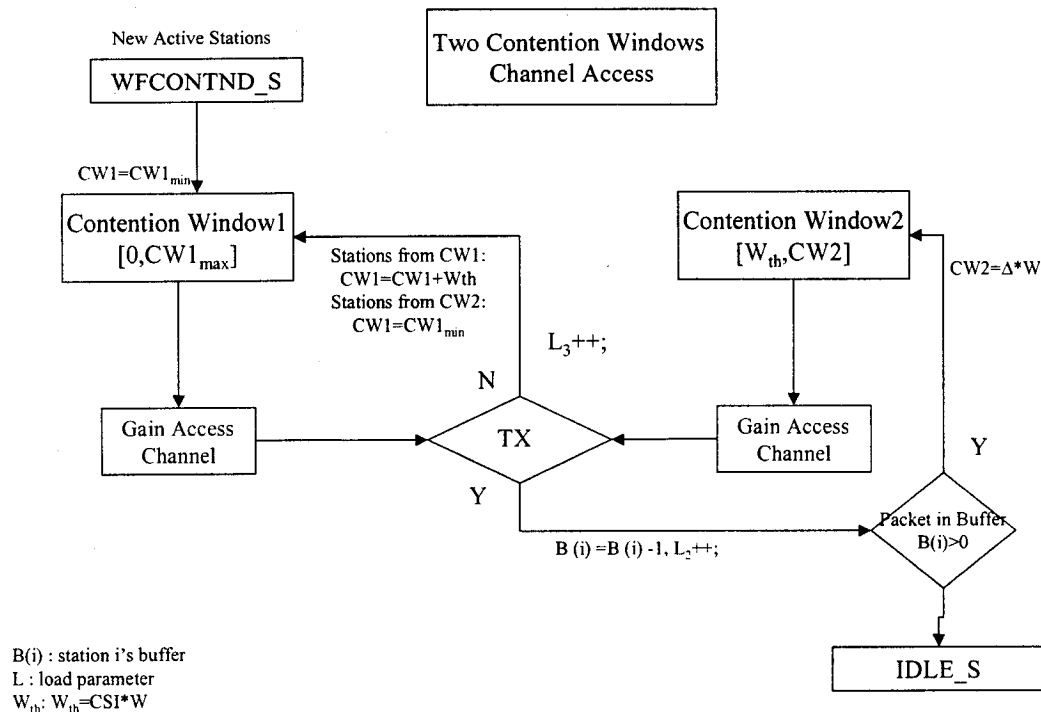 New Active Stations
WFCONTND_S
Two Contention Windows
Channel Access
CW1=CW1min
Contention Window1
[0,CW1max]
Stations from CW1:
CW1=CW1+Wth
Stations from CW2:
CW1=CW1min
Contention Window2
[Wth,CW2]
CW2=Δ*W
L3++;
N
Gain Access
Channel
TX
Gain Access
Channel
Y
Y
Packet in Buffer
B(i)>0
B (i) =B (i) -1, L2++;
IDLE_S
B(i) : station i's buffer
L : load parameter
Wth: Wth=CSI*W